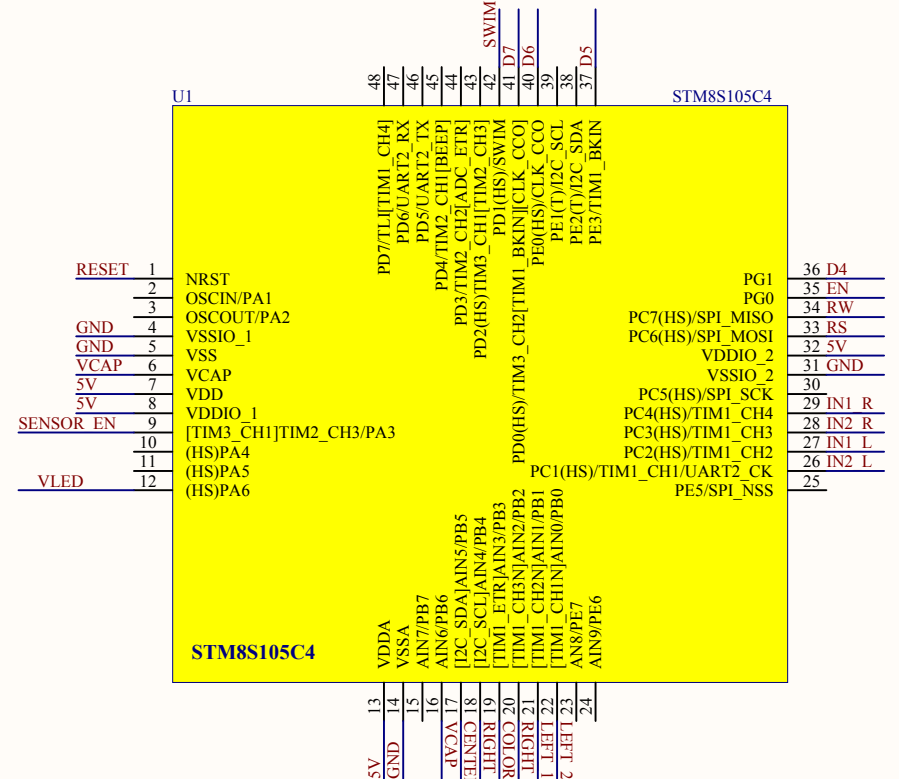 SWIM
D7
D6
D5
48
47
46
45
44
43
42
41
40
39
38
37
U1
STM8S105C4
PD7/TLI[TIM1_CH4]
PD6/UART2_RX
PD5/UART2_TX
PD4/TIM2_CH1[BEEP]
PD3/TIM2_CH2[ADC_ETR]
PD2(HS)TIM3_CH1[TIM2_CH3]
PD1(HS)/SWIM
PD0(HS)/TIM3_CH2[TIM1_BKIN][CLK_CCO]
PE0(HS)/CLK_CCO
PE1(T)/I2C_SCL
PE2(T)/I2C_SDA
PE3/TIM1_BKIN
RESET 1 NRST
2 OSCIN/PA1
3 OSCOUT/PA2
GND 4 VSSIO_1
GND 5 VSS
VCAP 6 VCAP
5V 7 VDD
5V 8 VDDIO_1
SENSOR_EN 9 [TIM3_CH1]TIM2_CH3/PA3
10 (HS)PA4
11 (HS)PA5
VLED 12 (HS)PA6
PG1 36 D4
PG0 35 EN
PC7(HS)/SPI_MISO 34 RW
PC6(HS)/SPI_MOSI 33 RS
VDDIO_2 32 5V
VSSIO_2 31 GND
PC5(HS)/SPI_SCK 30
PC4(HS)/TIM1_CH4 29 IN1_R
PC3(HS)/TIM1_CH3 28 IN2_R
PC2(HS)/TIM1_CH2 27 IN1_L
PC1(HS)/TIM1_CH1/UART2_CK 26 IN2_L
PE5/SPI_NSS 25
VDDA
VSSA
AIN7/PB7
AIN6/PB6
[I2C_SDA]AIN5/PB5
[I2C_SCL]AIN4/PB4
[TIM1_ETR]AIN3/PB3
[TIM1_CH3N]AIN2/PB2
[TIM1_CH2N]AIN1/PB1
[TIM1_CH1N]AIN0/PB0
AN8/PE7
AIN9/PE6
STM8S105C4
13
14
15
16
17
18
19
20
21
22
23
24
5V
GND
VCAP
RIGHT
COLOR
RIGHT
LEFT 1
LEFT 2